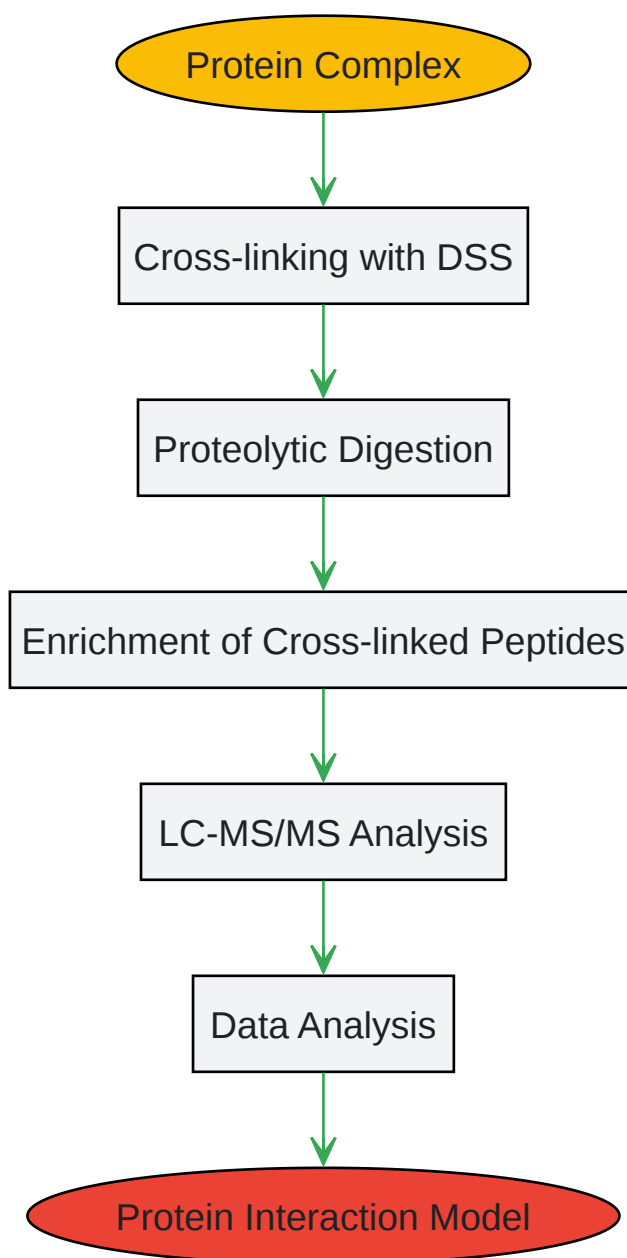 Protein Complex
Cross-linking with DSS
Proteolytic Digestion
Enrichment of Cross-linked Peptides
LC-MS/MS Analysis
Data Analysis
Protein Interaction Model